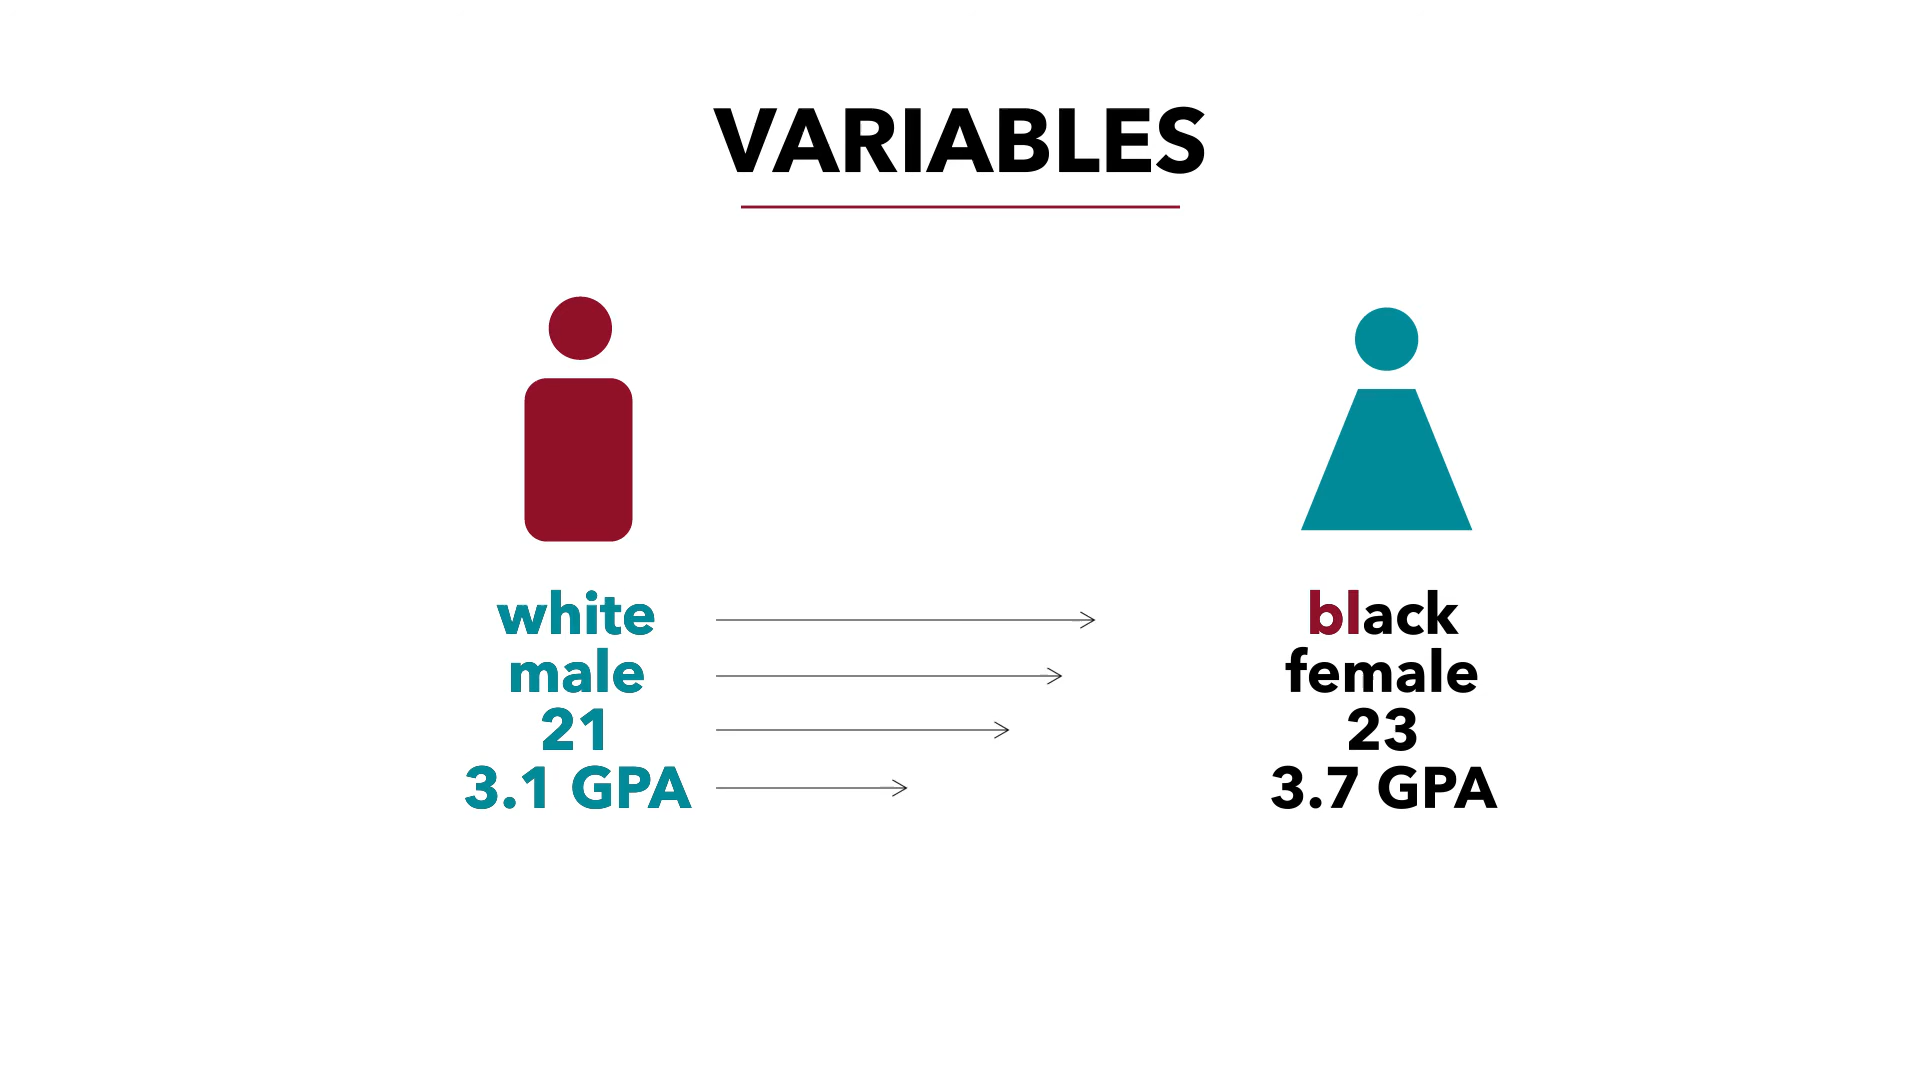 VARIABLES
white
male
21
3.1 GPA
black
female
23
3.7 GPA